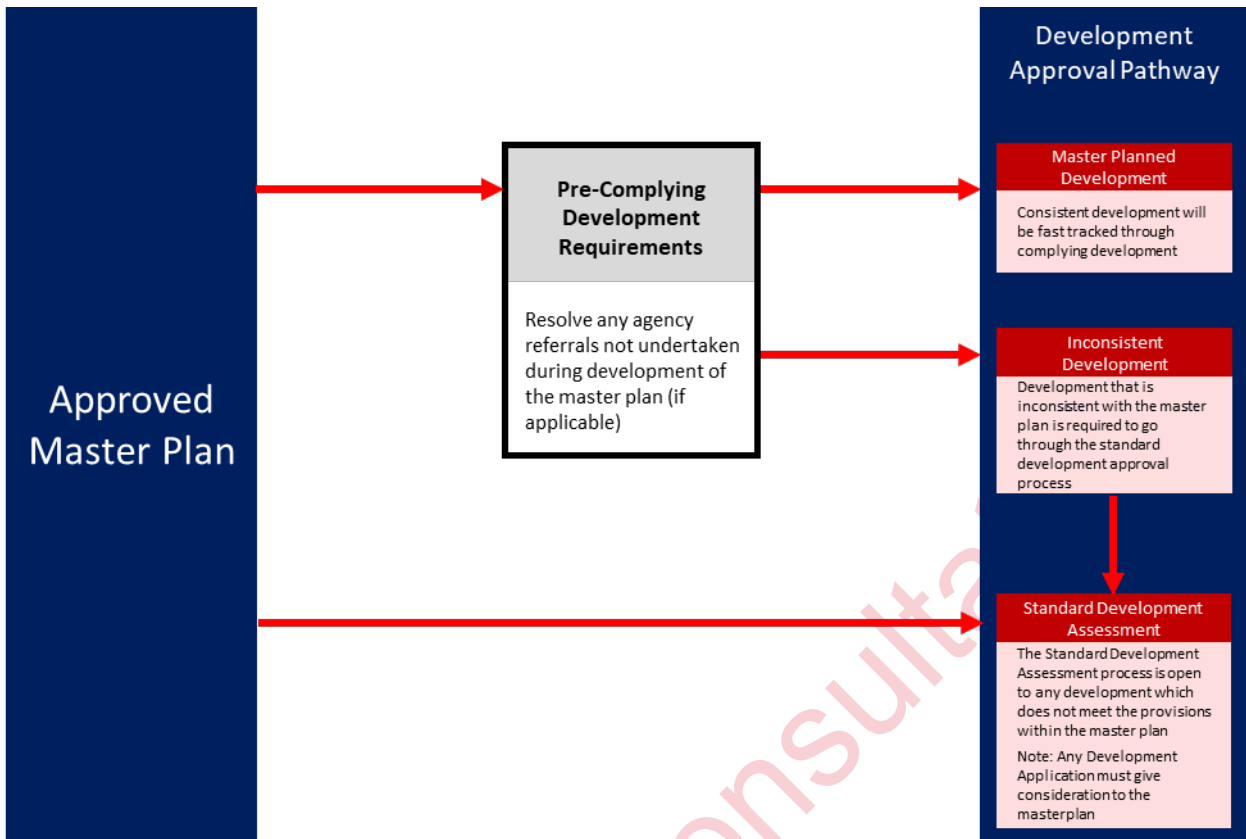 Approved
Master Plan
Pre-Complying
Development
Requirements
Resolve any agency
referrals not undertaken
during development of
the master plan (if
applicable)
Development
Approval Pathway
Master Planned
Development
Consistent development will
be fast tracked through
complying development
Inconsistent
Development
Development that is
inconsistent with the master
plan is required to go
through the standard
development approval
process
Standard Development
Assessment
The Standard Development
Assessment process is open
to any development which
does not meet the provisions
within the master plan
Note: Any Development
Application must give
consideration to the
masterplan